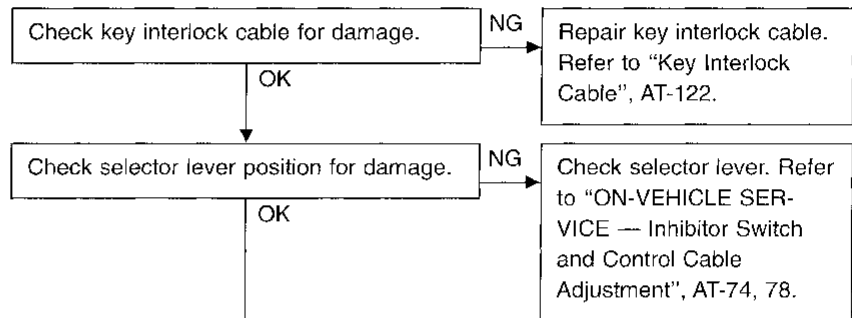 Check key interlock cable for damage.
NG
Repair key interlock cable.
Refer to “Key Interlock
Cable”, AT-122.
OK
Check selector lever position for damage.
NG
Check selector lever. Refer
to “ON-VEHICLE SER-
VICE — Inhibitor Switch
and Control Cable
Adjustment”, AT-74, 78.
OK